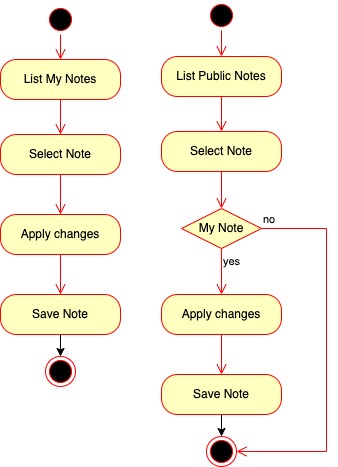 List My Notes
Select Note
Apply changes
Save Note
List Public Notes
Select Note
My Note
no
yes
Apply changes
Save Note